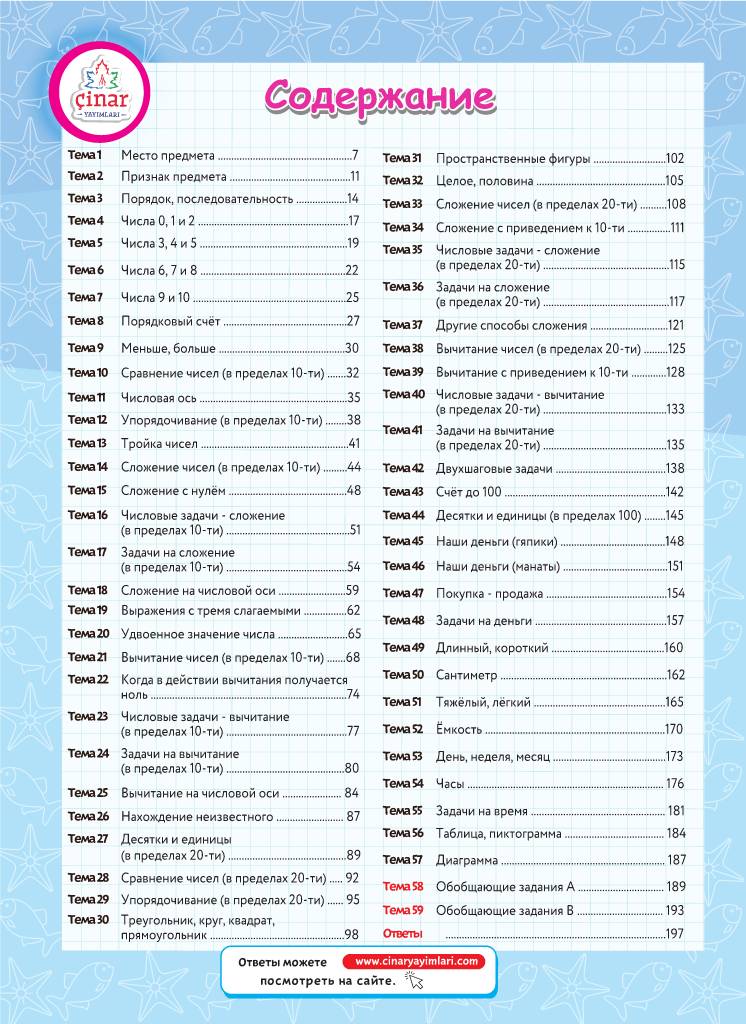 çinar
YAYIMLARI
Содержание
Тема 1 Место предмета ......7
Тема 2 Признак предмета ......11
Тема 3 Порядок, последовательность ......14
Тема 4 Числа 0, 1 и 2 ......17
Тема 5 Числа 3, 4 и 5 ......19
Тема 6 Числа 6, 7 и 8 ......22
Тема 7 Числа 9 и 10 ......25
Тема 8 Порядковый счёт ......27
Тема 9 Меньше, больше ......30
Тема 10 Сравнение чисел (в пределах 10-ти) ......32
Тема 11 Числовая ось ......35
Тема 12 Упорядочивание (в пределах 10-ти) ......38
Тема 13 Тройка чисел ......41
Тема 14 Сложение чисел (в пределах 10-ти) ......44
Тема 15 Сложение с нулём ......48
Тема 16 Числовые задачи - сложение
(в пределах 10-ти) ......51
Тема 17 Задачи на сложение
(в пределах 10-ти) ......54
Тема 18 Сложение на числовой оси ......59
Тема 19 Выражения с тремя слагаемыми ......62
Тема 20 Удвоенное значение числа ......65
Тема 21 Вычитание чисел (в пределах 10-ти) ......68
Тема 22 Когда в действии вычитания получается
ноль ......74
Тема 23 Числовые задачи - вычитание
(в пределах 10-ти) ......77
Тема 24 Задачи на вычитание
(в пределах 10-ти) ......80
Тема 25 Вычитание на числовой оси ...... 84
Тема 26 Нахождение неизвестного ...... 87
Тема 27 Десятки и единицы
(в пределах 20-ти) ......89
Тема 28 Сравнение чисел (в пределах 20-ти) ..... 92
Тема 29 Упорядочивание (в пределах 20-ти) ..... 95
Тема 30 Треугольник, круг, квадрат,
прямоугольник ......98
Тема 31 Пространственные фигуры ......102
Тема 32 Целое, половина ......105
Тема 33 Сложение чисел (в пределах 20-ти) ......108
Тема 34 Сложение с приведением к 10-ти ......111
Тема 35 Числовые задачи - сложение
(в пределах 20-ти) ......115
Тема 36 Задачи на сложение
(в пределах 20-ти) ......117
Тема 37 Другие способы сложения ......121
Тема 38 Вычитание чисел (в пределах 20-ти) ......125
Тема 39 Вычитание с приведением к 10-ти ......128
Тема 40 Числовые задачи - вычитание
(в пределах 20-ти) ......133
Тема 41 Задачи на вычитание
(в пределах 20-ти) ......135
Тема 42 Двухшаговые задачи ......138
Тема 43 Счёт до 100 ......142
Тема 44 Десятки и единицы (в пределах 100) ......145
Тема 45 Наши деньги (гяпики) ......148
Тема 46 Наши деньги (манаты) ......151
Тема 47 Покупка - продажа ......154
Тема 48 Задачи на деньги ......157
Тема 49 Длинный, короткий ......160
Тема 50 Сантиметр ......162
Тема 51 Тяжёлый, лёгкий ......165
Тема 52 Ёмкость ......170
Тема 53 День, неделя, месяц ......173
Тема 54 Часы ......176
Тема 55 Задачи на время ......181
Тема 56 Таблица, пиктограмма ......184
Тема 57 Диаграмма ......187
Тема 58 Обобщающие задания А ......189
Тема 59 Обобщающие задания В ......193
Ответы ......197
Ответы можете www.cinaryayimlari.com
посмотреть на сайте.